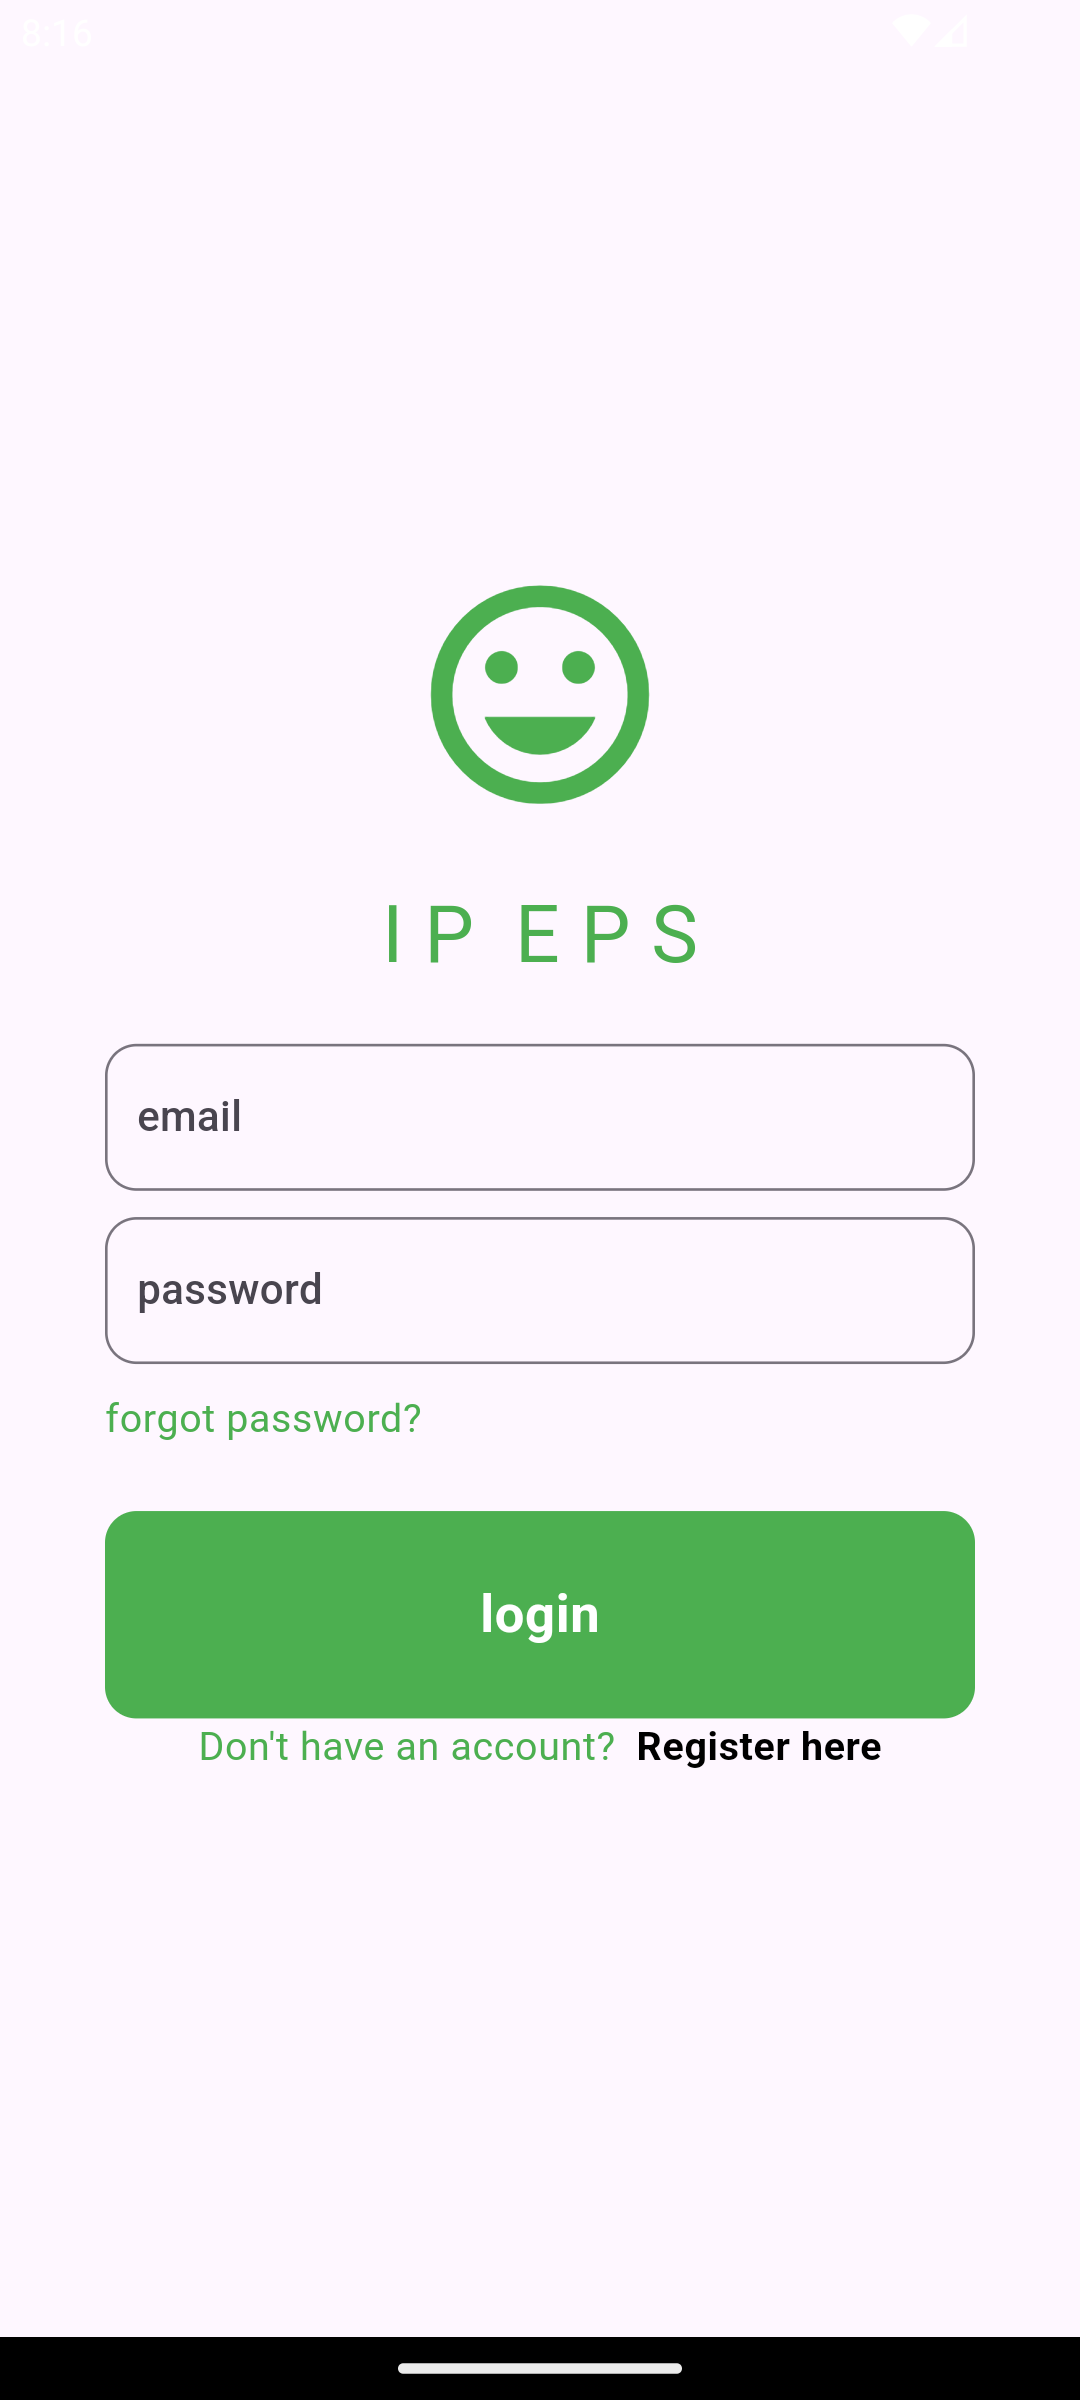 8:16
I P E P S
email
password
forgot password?
login
Don't have an account? Register here